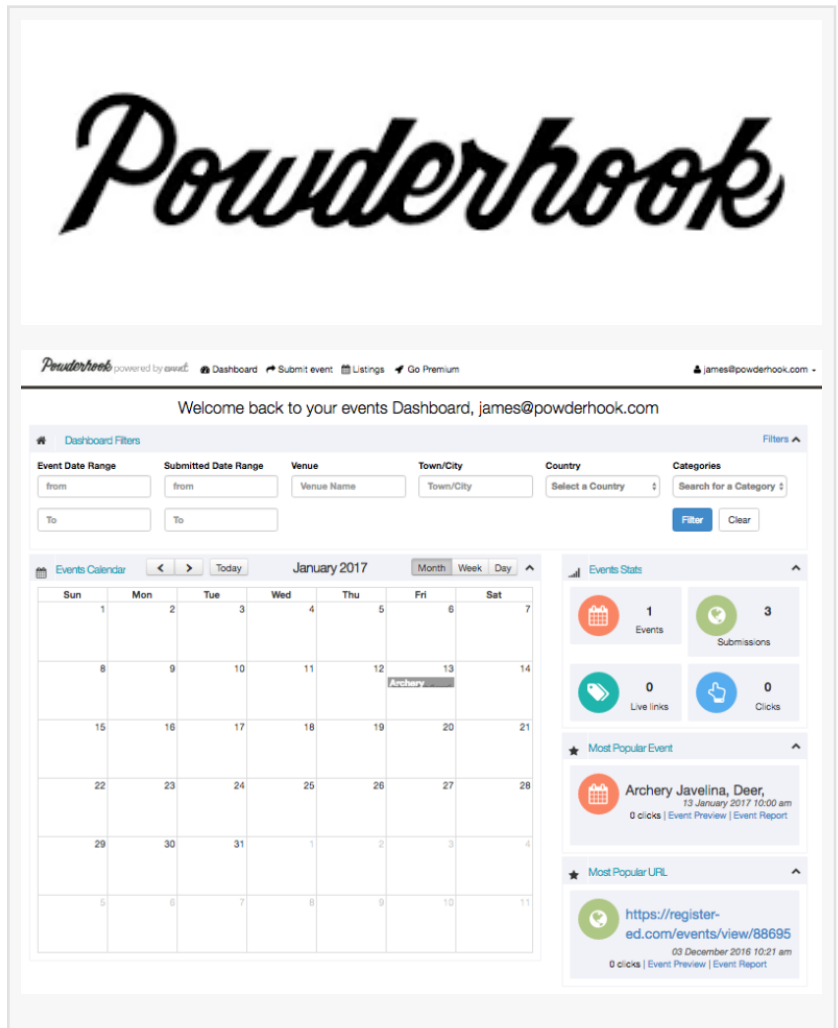 Powderhook
Powderhook powered by Dashboard Submit event Listings Go Premium james@powderhook.com
Welcome back to your events Dashboard, james@powderhook.com
Dashboard Filters Filters
Event Date Range Submitted Date Range Venue Town/City Country Categories
from from Venue Name Town/City Select a Country Search for a Category
To To Filter Clear
Events Calendar < > Today January 2017 Month Week Day
Sun Mon Tue Wed Thu Fri Sat
1 2 3 4 5 6 7
8 9 10 11 12 13 14
Archery
15 16 17 18 19 20 21
22 23 24 25 26 27 28
29 30 31 1 2 3 4
5 6 7 8 9 10 11
Events Stats
1 3
Events Submissions
0 0
Live links Clicks
Most Popular Event
Archery Javelina, Deer,
13 January 2017 10:00 am
0 clicks | Event Preview | Event Report
Most Popular URL
https://register-
ed.com/events/view/88695
03 December 2016 10:21 am
0 clicks | Event Preview | Event Report